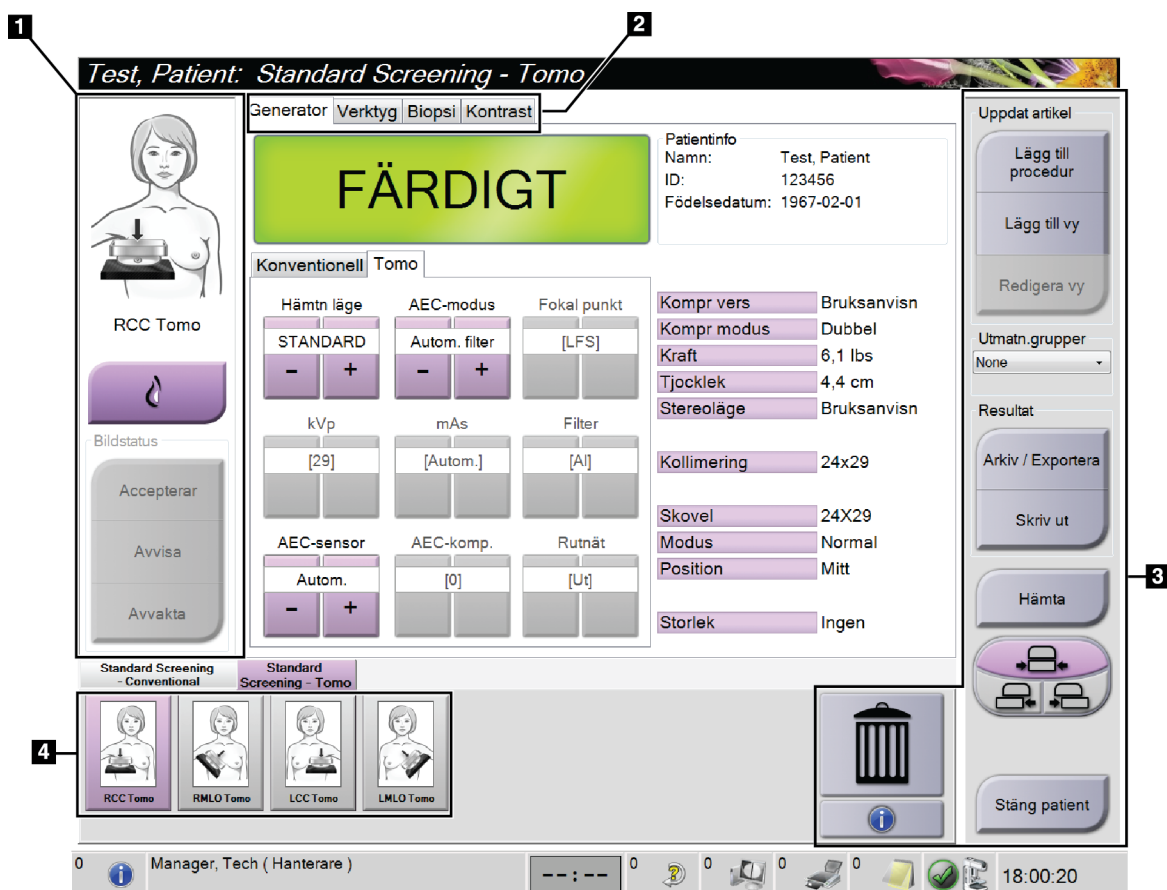 1
2
Test, Patient: Standard Screening - Tomo
Generator Verktyg Biopsi Kontrast
FÄRDIGT
Patientinfo
Namn: Test, Patient
ID: 123456
Födelsedatum: 1967-02-01
RCC Tomo
Bildstatus
Accepterar
Avvisa
Avvakta
Konventionell Tomo
Hämtn läge AEC-modus Fokal punkt
STANDARD Autom. filter [LFS]
- + - +
kVp mAs Filter
[29] [Autom.] [Al]
AEC-sensor AEC-komp. Rutnät
Autom. [0] [Ut]
- +
Kompr vers Bruksanvisn
Kompr modus Dubbel
Kraft 6,1 lbs
Tjocklek 4,4 cm
Stereoläge Bruksanvisn
Kollimering 24x29
Skovel 24X29
Modus Normal
Position Mitt
Storlek Ingen
Uppdat artikel
Lägg till
procedur
Lägg till vy
Redigera vy
Utmatn.grupper
None
Resultat
Arkiv / Exportera
Skriv ut
Hämta
3
Stäng patient
Standard Screening
- Conventional
Standard
Screening - Tomo
4
RCC Tomo RMLO Tomo LCC Tomo LMLO Tomo
0 Manager, Tech ( Hanterare ) --:-- 0 0 0 0 18:00:20